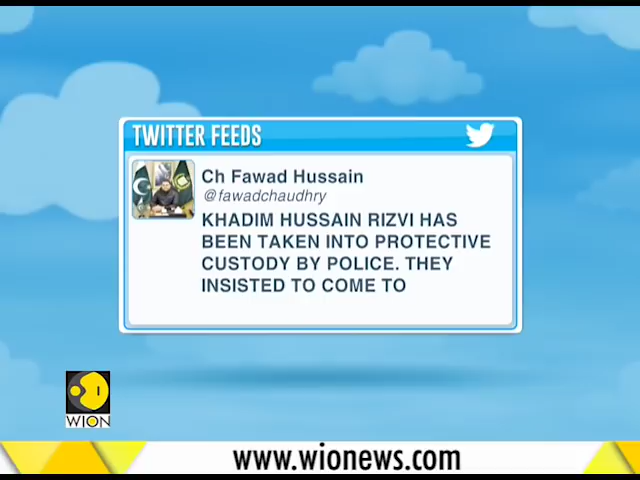 TWITTER FEEDS
Ch Fawad Hussain
@fawadchaudhry
KHADIM HUSSAIN RIZVI HAS
BEEN TAKEN INTO PROTECTIVE
CUSTODY BY POLICE. THEY
INSISTED TO COME TO
WION
www.wionews.com